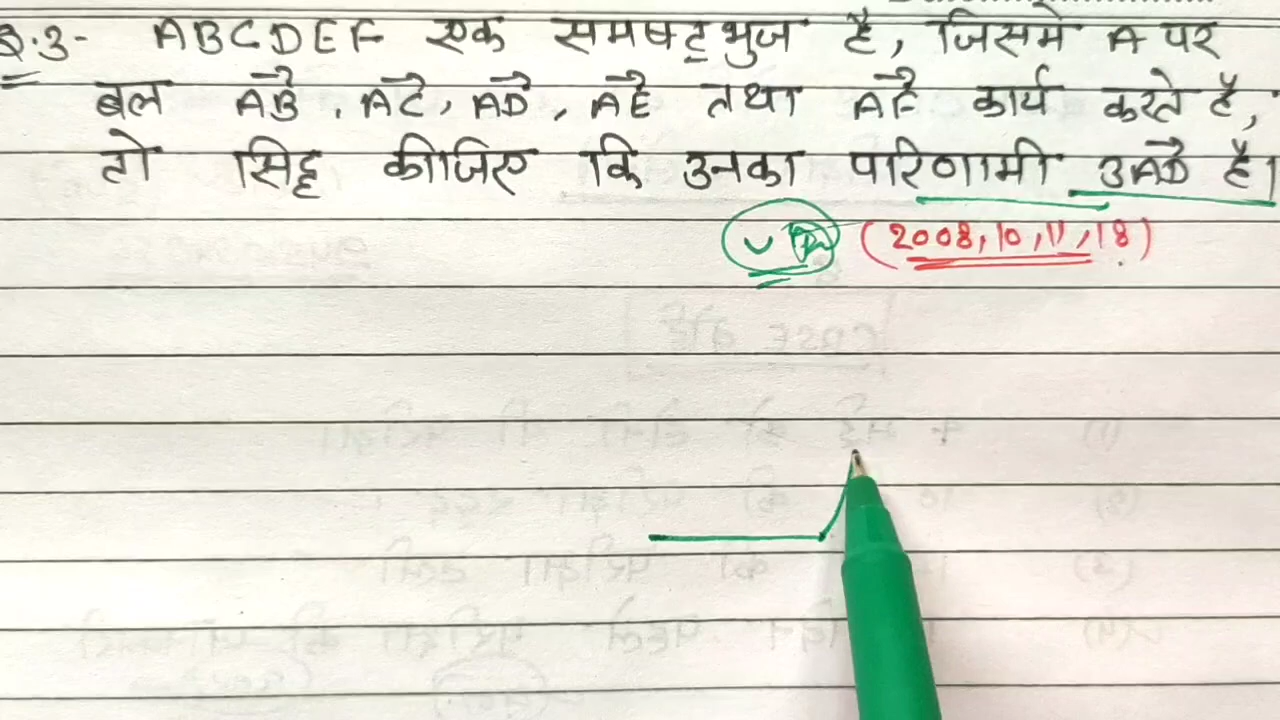 Q.3- ABCDEF एक समषट्भुज है, जिसमे A पर
बल AB⃗, AC⃗, AD⃗, AE⃗ तथा AF⃗ कार्य करते है,
तो सिद्ध कीजिए कि उनका परिणामी 3AD⃗ है।
(2008,10,11,18)